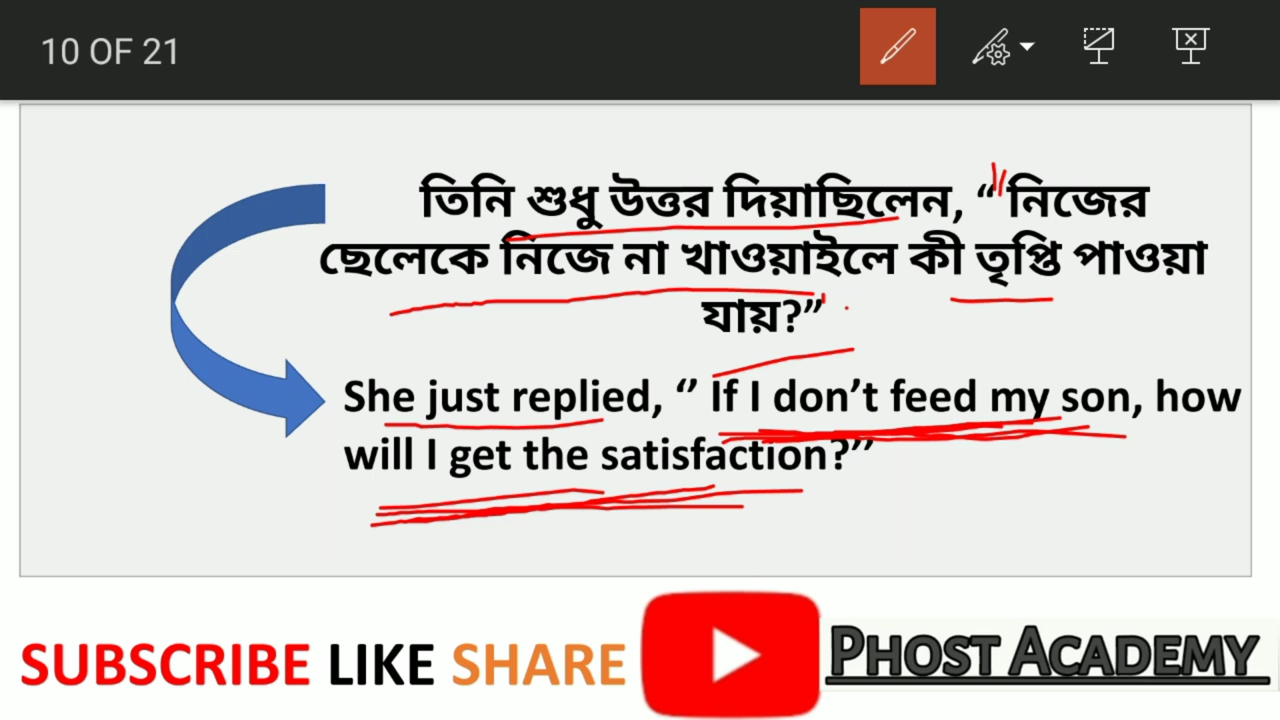 10 OF 21
তিনি শুধু উত্তর দিয়াছিলেন, “ নিজের
ছেলেকে নিজে না খাওয়াইলে কী তৃপ্তি পাওয়া
যায়?”
She just replied, ‘’ If I don’t feed my son, how
will I get the satisfaction?’’
SUBSCRIBE LIKE SHARE
PHOST ACADEMY